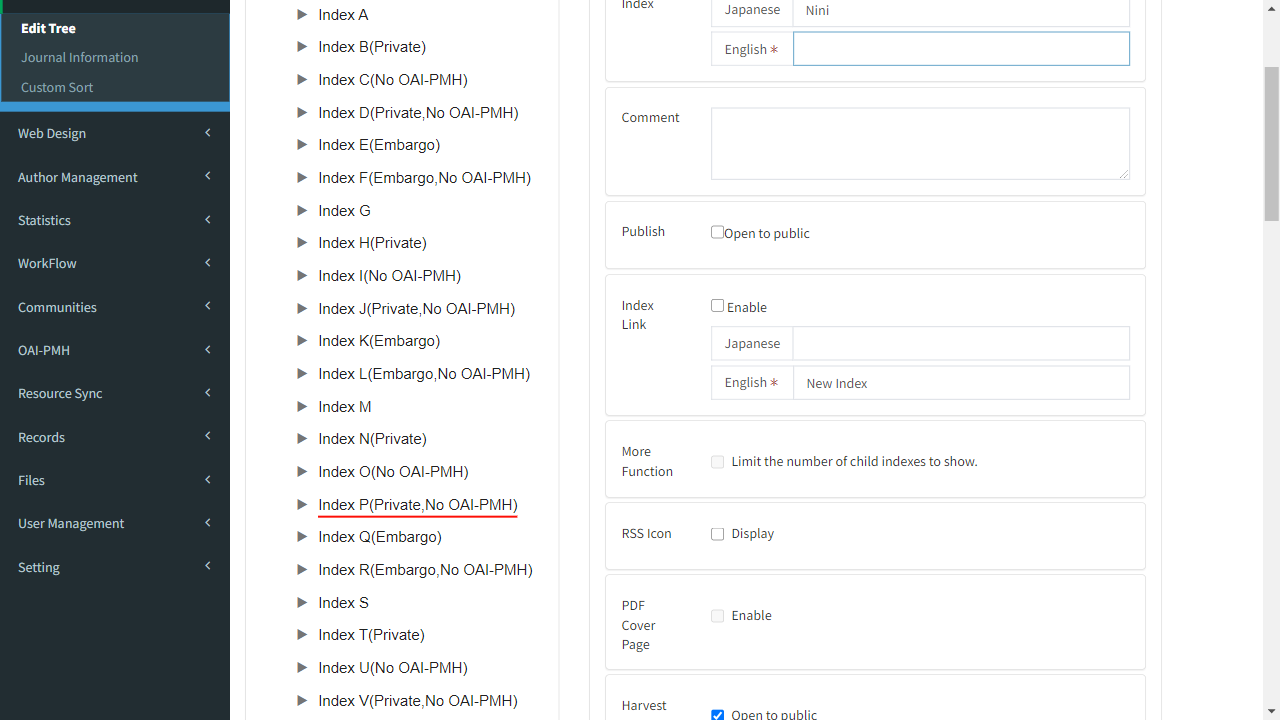 Edit Tree
Journal Information
Custom Sort
Web Design
Author Management
Statistics
WorkFlow
Communities
OAI-PMH
Resource Sync
Records
Files
User Management
Setting
Index A
Index B(Private)
Index C(No OAI-PMH)
Index D(Private,No OAI-PMH)
Index E(Embargo)
Index F(Embargo,No OAI-PMH)
Index G
Index H(Private)
Index I(No OAI-PMH)
Index J(Private,No OAI-PMH)
Index K(Embargo)
Index L(Embargo,No OAI-PMH)
Index M
Index N(Private)
Index O(No OAI-PMH)
Index P(Private,No OAI-PMH)
Index Q(Embargo)
Index R(Embargo,No OAI-PMH)
Index S
Index T(Private)
Index U(No OAI-PMH)
Index V(Private,No OAI-PMH)
Index
Japanese Nini
English *
Comment
Publish
Open to public
Index
Link
Enable
Japanese
English * New Index
More
Function
Limit the number of child indexes to show.
RSS Icon
Display
PDF
Cover
Page
Enable
Harvest
Open to public